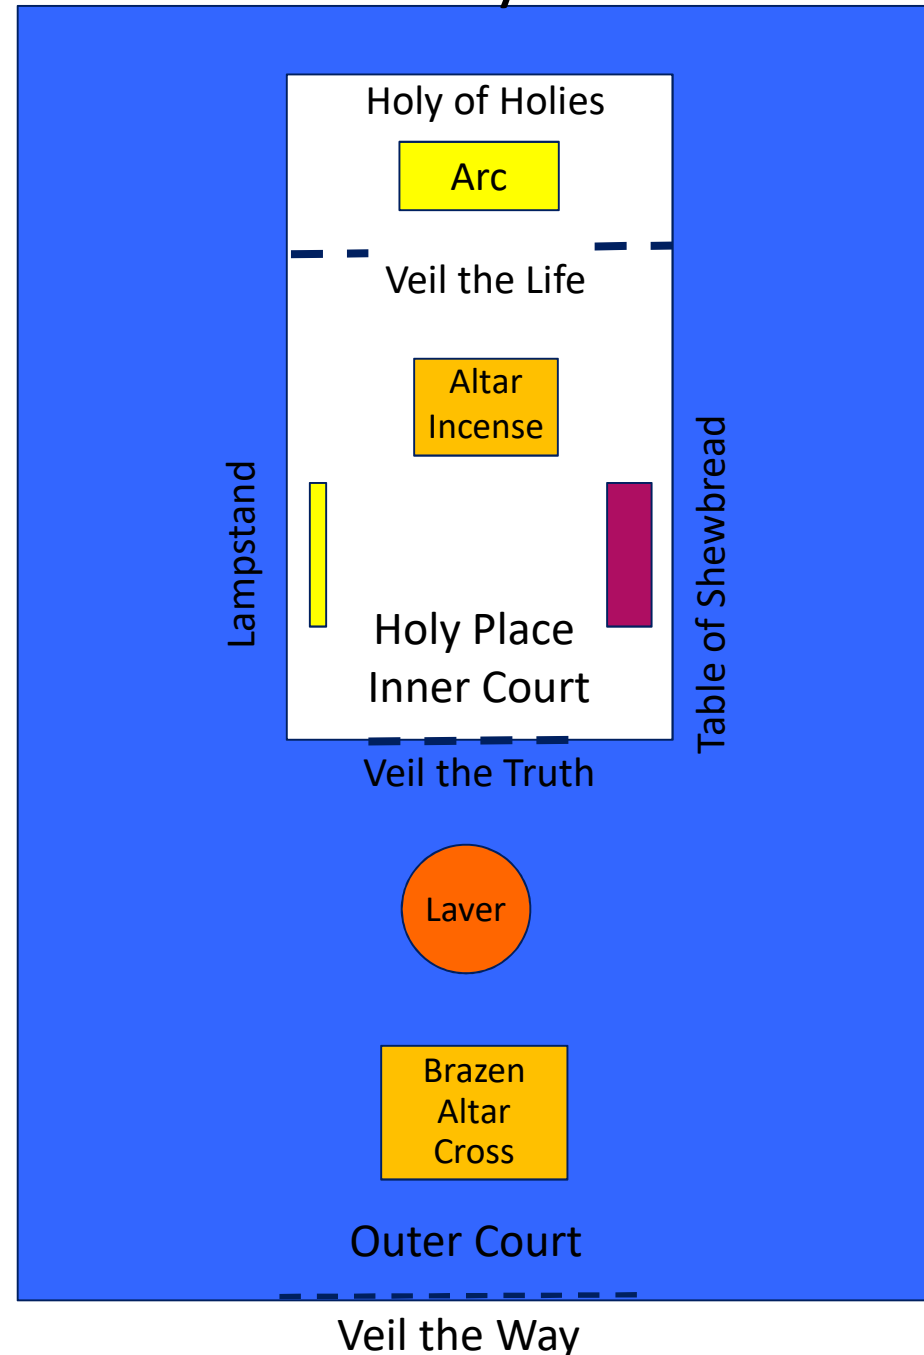 Holy of Holies
Arc
Veil the Life
Altar
Incense
Lampstand
Table of Shewbread
Holy Place
Inner Court
Veil the Truth
Laver
Brazen
Altar
Cross
Outer Court
Veil the Way